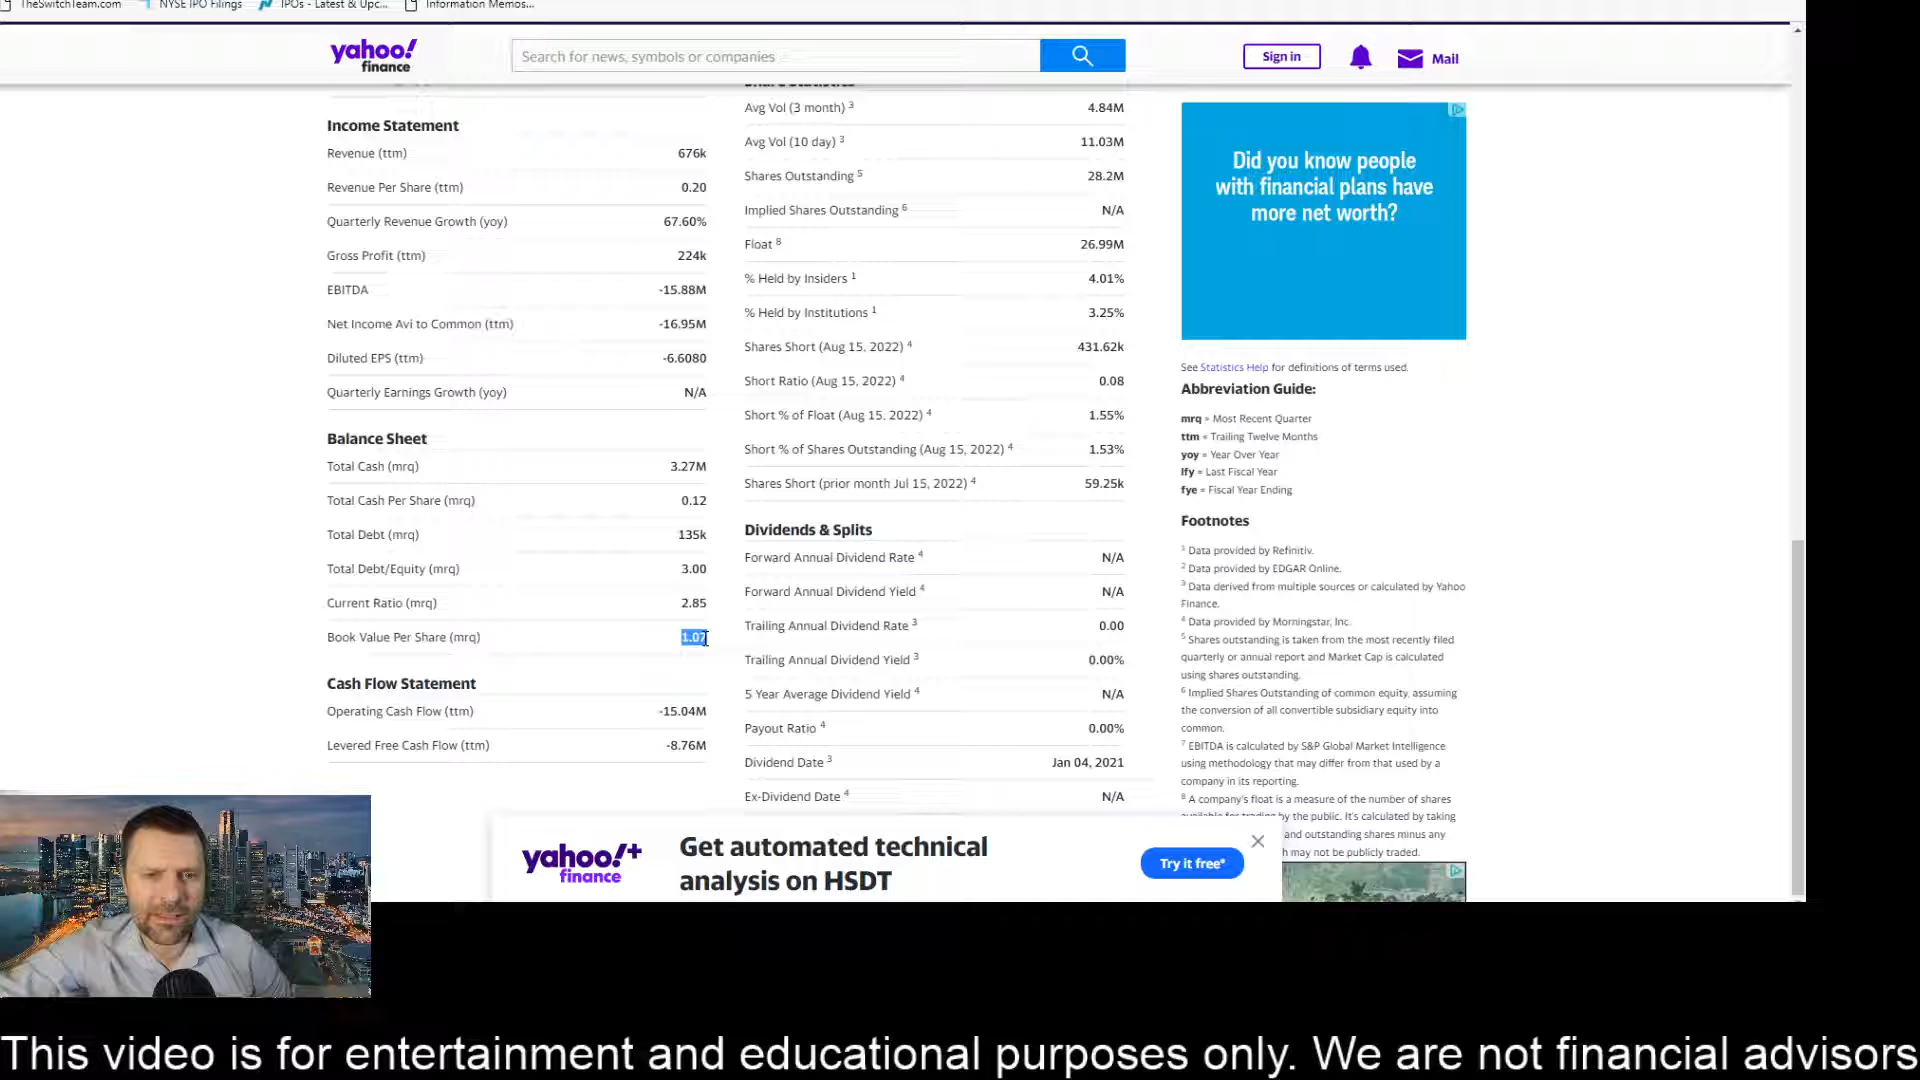 TheSwitchTeam.com
NYSE IPO Filings
IPOs - Latest & Upc...
Information Memos...
yahoo!
finance
Search for news, symbols or companies
Sign in
Mail
Income Statement
Revenue (ttm) 676k
Revenue Per Share (ttm) 0.20
Quarterly Revenue Growth (yoy) 67.60%
Gross Profit (ttm) 224k
EBITDA -15.88M
Net Income Avi to Common (ttm) -16.95M
Diluted EPS (ttm) -6.6080
Quarterly Earnings Growth (yoy) N/A
Balance Sheet
Total Cash (mrq) 3.27M
Total Cash Per Share (mrq) 0.12
Total Debt (mrq) 135k
Total Debt/Equity (mrq) 3.00
Current Ratio (mrq) 2.85
Book Value Per Share (mrq) 1.07
Cash Flow Statement
Operating Cash Flow (ttm) -15.04M
Levered Free Cash Flow (ttm) -8.76M
Share Statistics
Avg Vol (3 month) 3 4.84M
Avg Vol (10 day) 3 11.03M
Shares Outstanding 5 28.2M
Implied Shares Outstanding 6 N/A
Float 8 26.99M
% Held by Insiders 1 4.01%
% Held by Institutions 1 3.25%
Shares Short (Aug 15, 2022) 4 431.62k
Short Ratio (Aug 15, 2022) 4 0.08
Short % of Float (Aug 15, 2022) 4 1.55%
Short % of Shares Outstanding (Aug 15, 2022) 4 1.53%
Shares Short (prior month Jul 15, 2022) 4 59.25k
Dividends & Splits
Forward Annual Dividend Rate 4 N/A
Forward Annual Dividend Yield 4 N/A
Trailing Annual Dividend Rate 3 0.00
Trailing Annual Dividend Yield 3 0.00%
5 Year Average Dividend Yield 4 N/A
Payout Ratio 4 0.00%
Dividend Date 3 Jan 04, 2021
Ex-Dividend Date 4 N/A
Did you know people
with financial plans have
more net worth?
See Statistics Help for definitions of terms used.
Abbreviation Guide:
mrq = Most Recent Quarter
ttm = Trailing Twelve Months
yoy = Year Over Year
lfy = Last Fiscal Year
fye = Fiscal Year Ending
Footnotes
1 Data provided by Refinitiv.
2 Data provided by EDGAR Online.
3 Data derived from multiple sources or calculated by Yahoo
Finance.
4 Data provided by Morningstar, Inc.
5 Shares outstanding is taken from the most recently filed
quarterly or annual report and Market Cap is calculated
using shares outstanding.
6 Implied Shares Outstanding of common equity, assuming
the conversion of all convertible subsidiary equity into
common.
7 EBITDA is calculated by S&P Global Market Intelligence
using methodology that may differ from that used by a
company in its reporting.
8 A company's float is a measure of the number of shares
available for trading by the public. It's calculated by taking
and outstanding shares minus any
may not be publicly traded.
yahoo!+
finance
Get automated technical
analysis on HSDT
Try it free*
This video is for entertainment and educational purposes only. We are not financial advisors